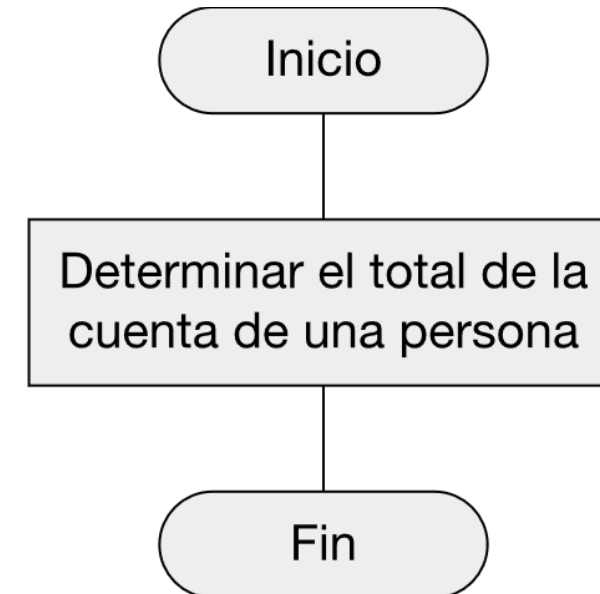 Inicio
Determinar el total de la
cuenta de una persona
Fin